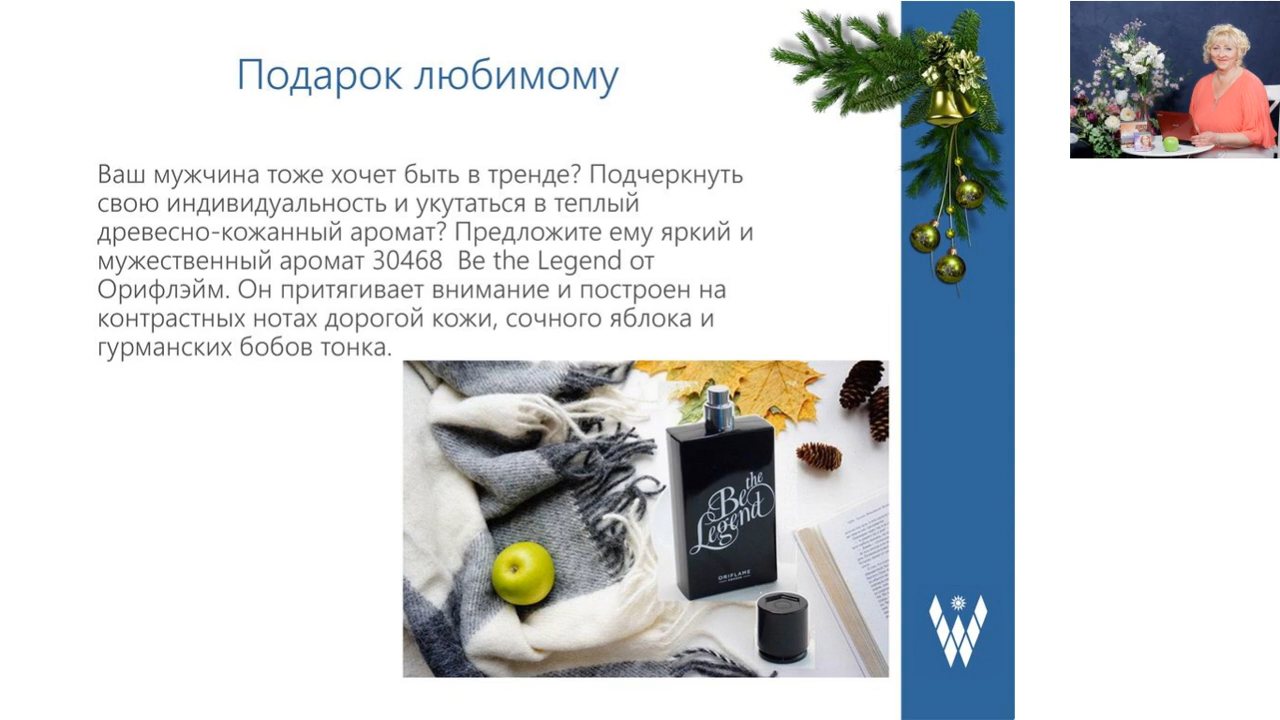 Подарок любимому
Ваш мужчина тоже хочет быть в тренде? Подчеркнуть
свою индивидуальность и укутаться в теплый
древесно-кожанный аромат? Предложите ему яркий и
мужественный аромат 30468  Be the Legend от
Орифлэйм. Он притягивает внимание и построен на
контрастных нотах дорогой кожи, сочного яблока и
гурманских бобов тонка.
Be the
Legend
ORIFLAME